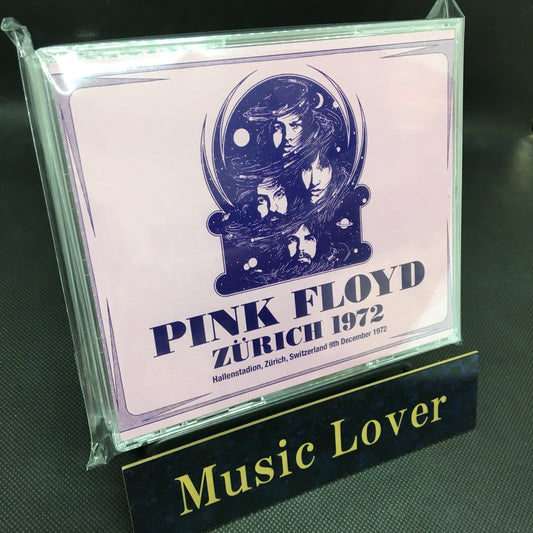 PINK FLOYD
ZÜRICH 1972
Hallenstadion, Zürich, Switzerland 9th December 1972
Music Lover